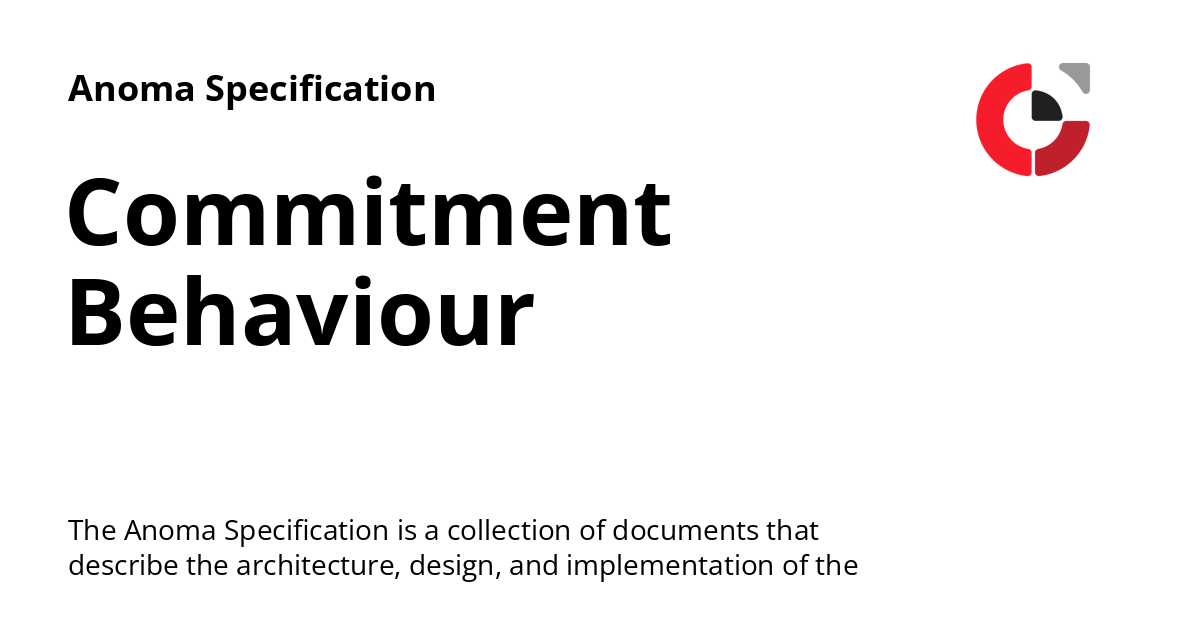 Anoma Specification
Commitment
Behaviour
The Anoma Specification is a collection of documents that
describe the architecture, design, and implementation of the